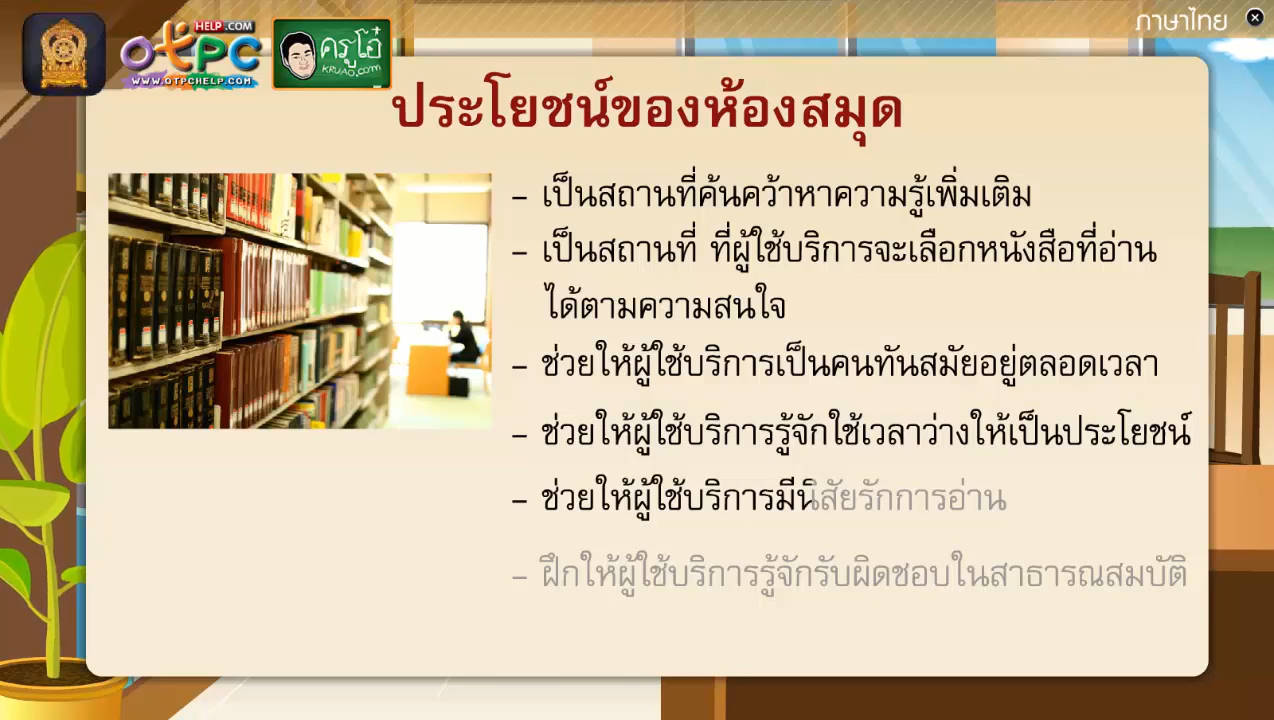 ภาษาไทย
HELP.COM
otpc
WWW.OTPCHELP.COM
ครูโอ๋
KRUAO.COM
ประโยชน์ของห้องสมุด
– เป็นสถานที่ค้นคว้าหาความรู้เพิ่มเติม
– เป็นสถานที่ ที่ผู้ใช้บริการจะเลือกหนังสือที่อ่าน
ได้ตามความสนใจ
– ช่วยให้ผู้ใช้บริการเป็นคนทันสมัยอยู่ตลอดเวลา
– ช่วยให้ผู้ใช้บริการรู้จักใช้เวลาว่างให้เป็นประโยชน์
– ช่วยให้ผู้ใช้บริการมีนิสัยรักการอ่าน
– ฝึกให้ผู้ใช้บริการรู้จักรับผิดชอบในสาธารณสมบัติ